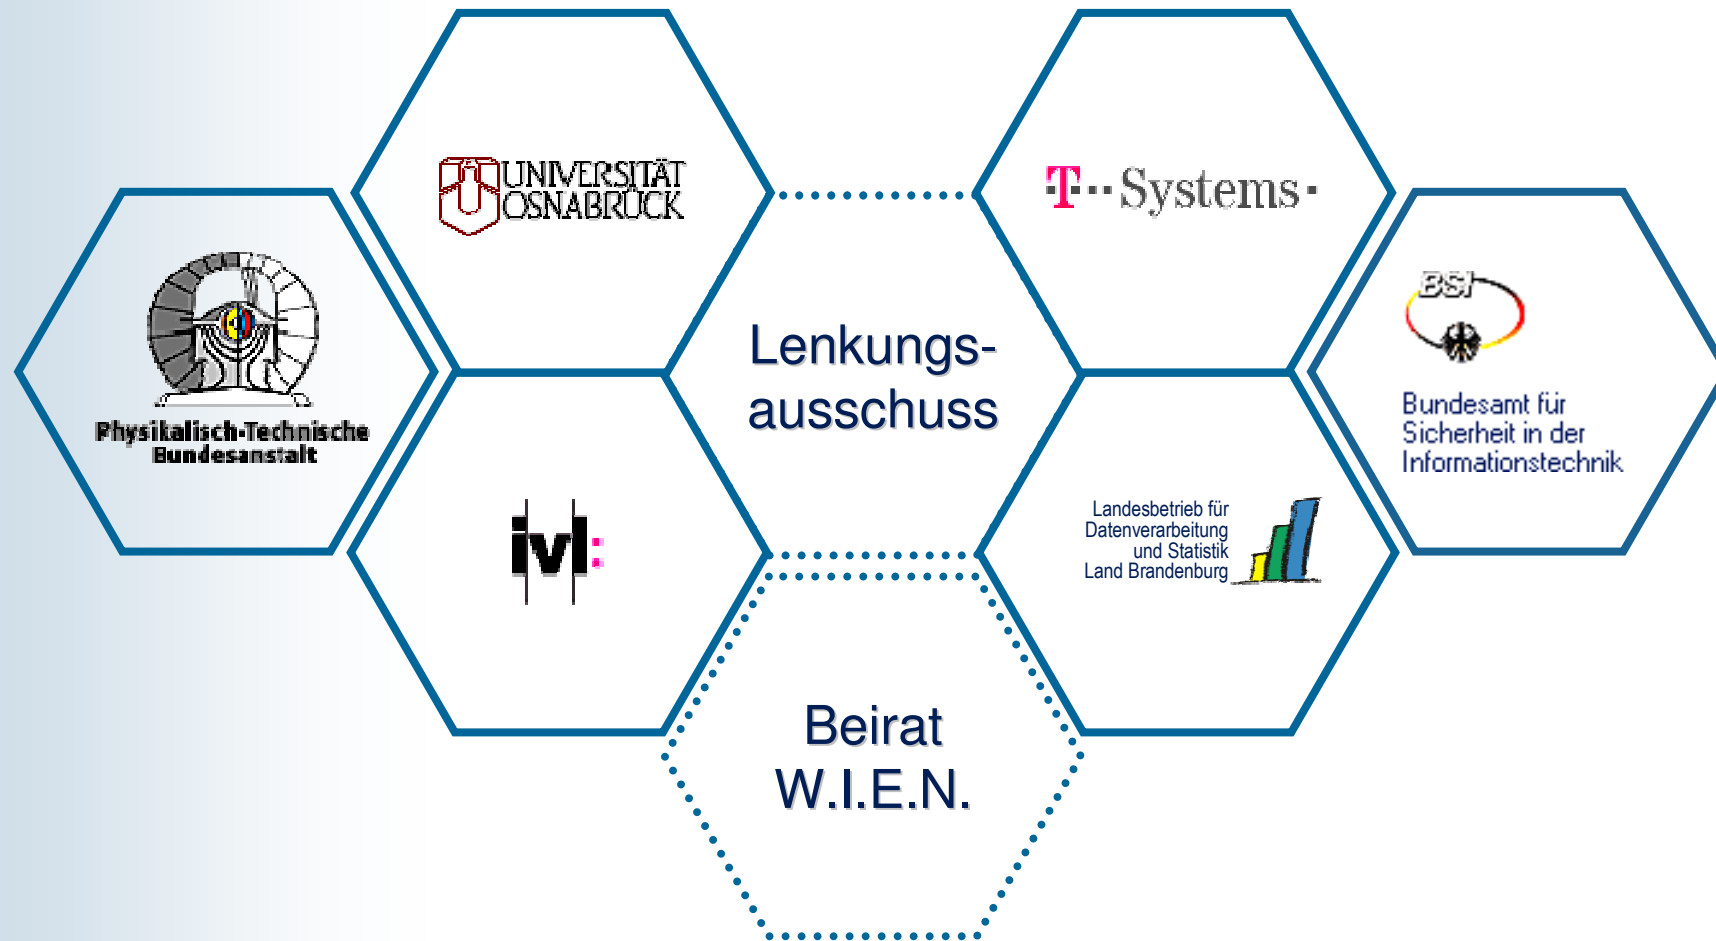 UNIVERSITÄT
OSNABRÜCK
T··Systems·
Physikalisch-Technische
Bundesanstalt
Lenkungs-
ausschuss
BSI
Bundesamt für
Sicherheit in der
Informationstechnik
ivl:
Landesbetrieb für
Datenverarbeitung
und Statistik
Land Brandenburg
Beirat
W.I.E.N.